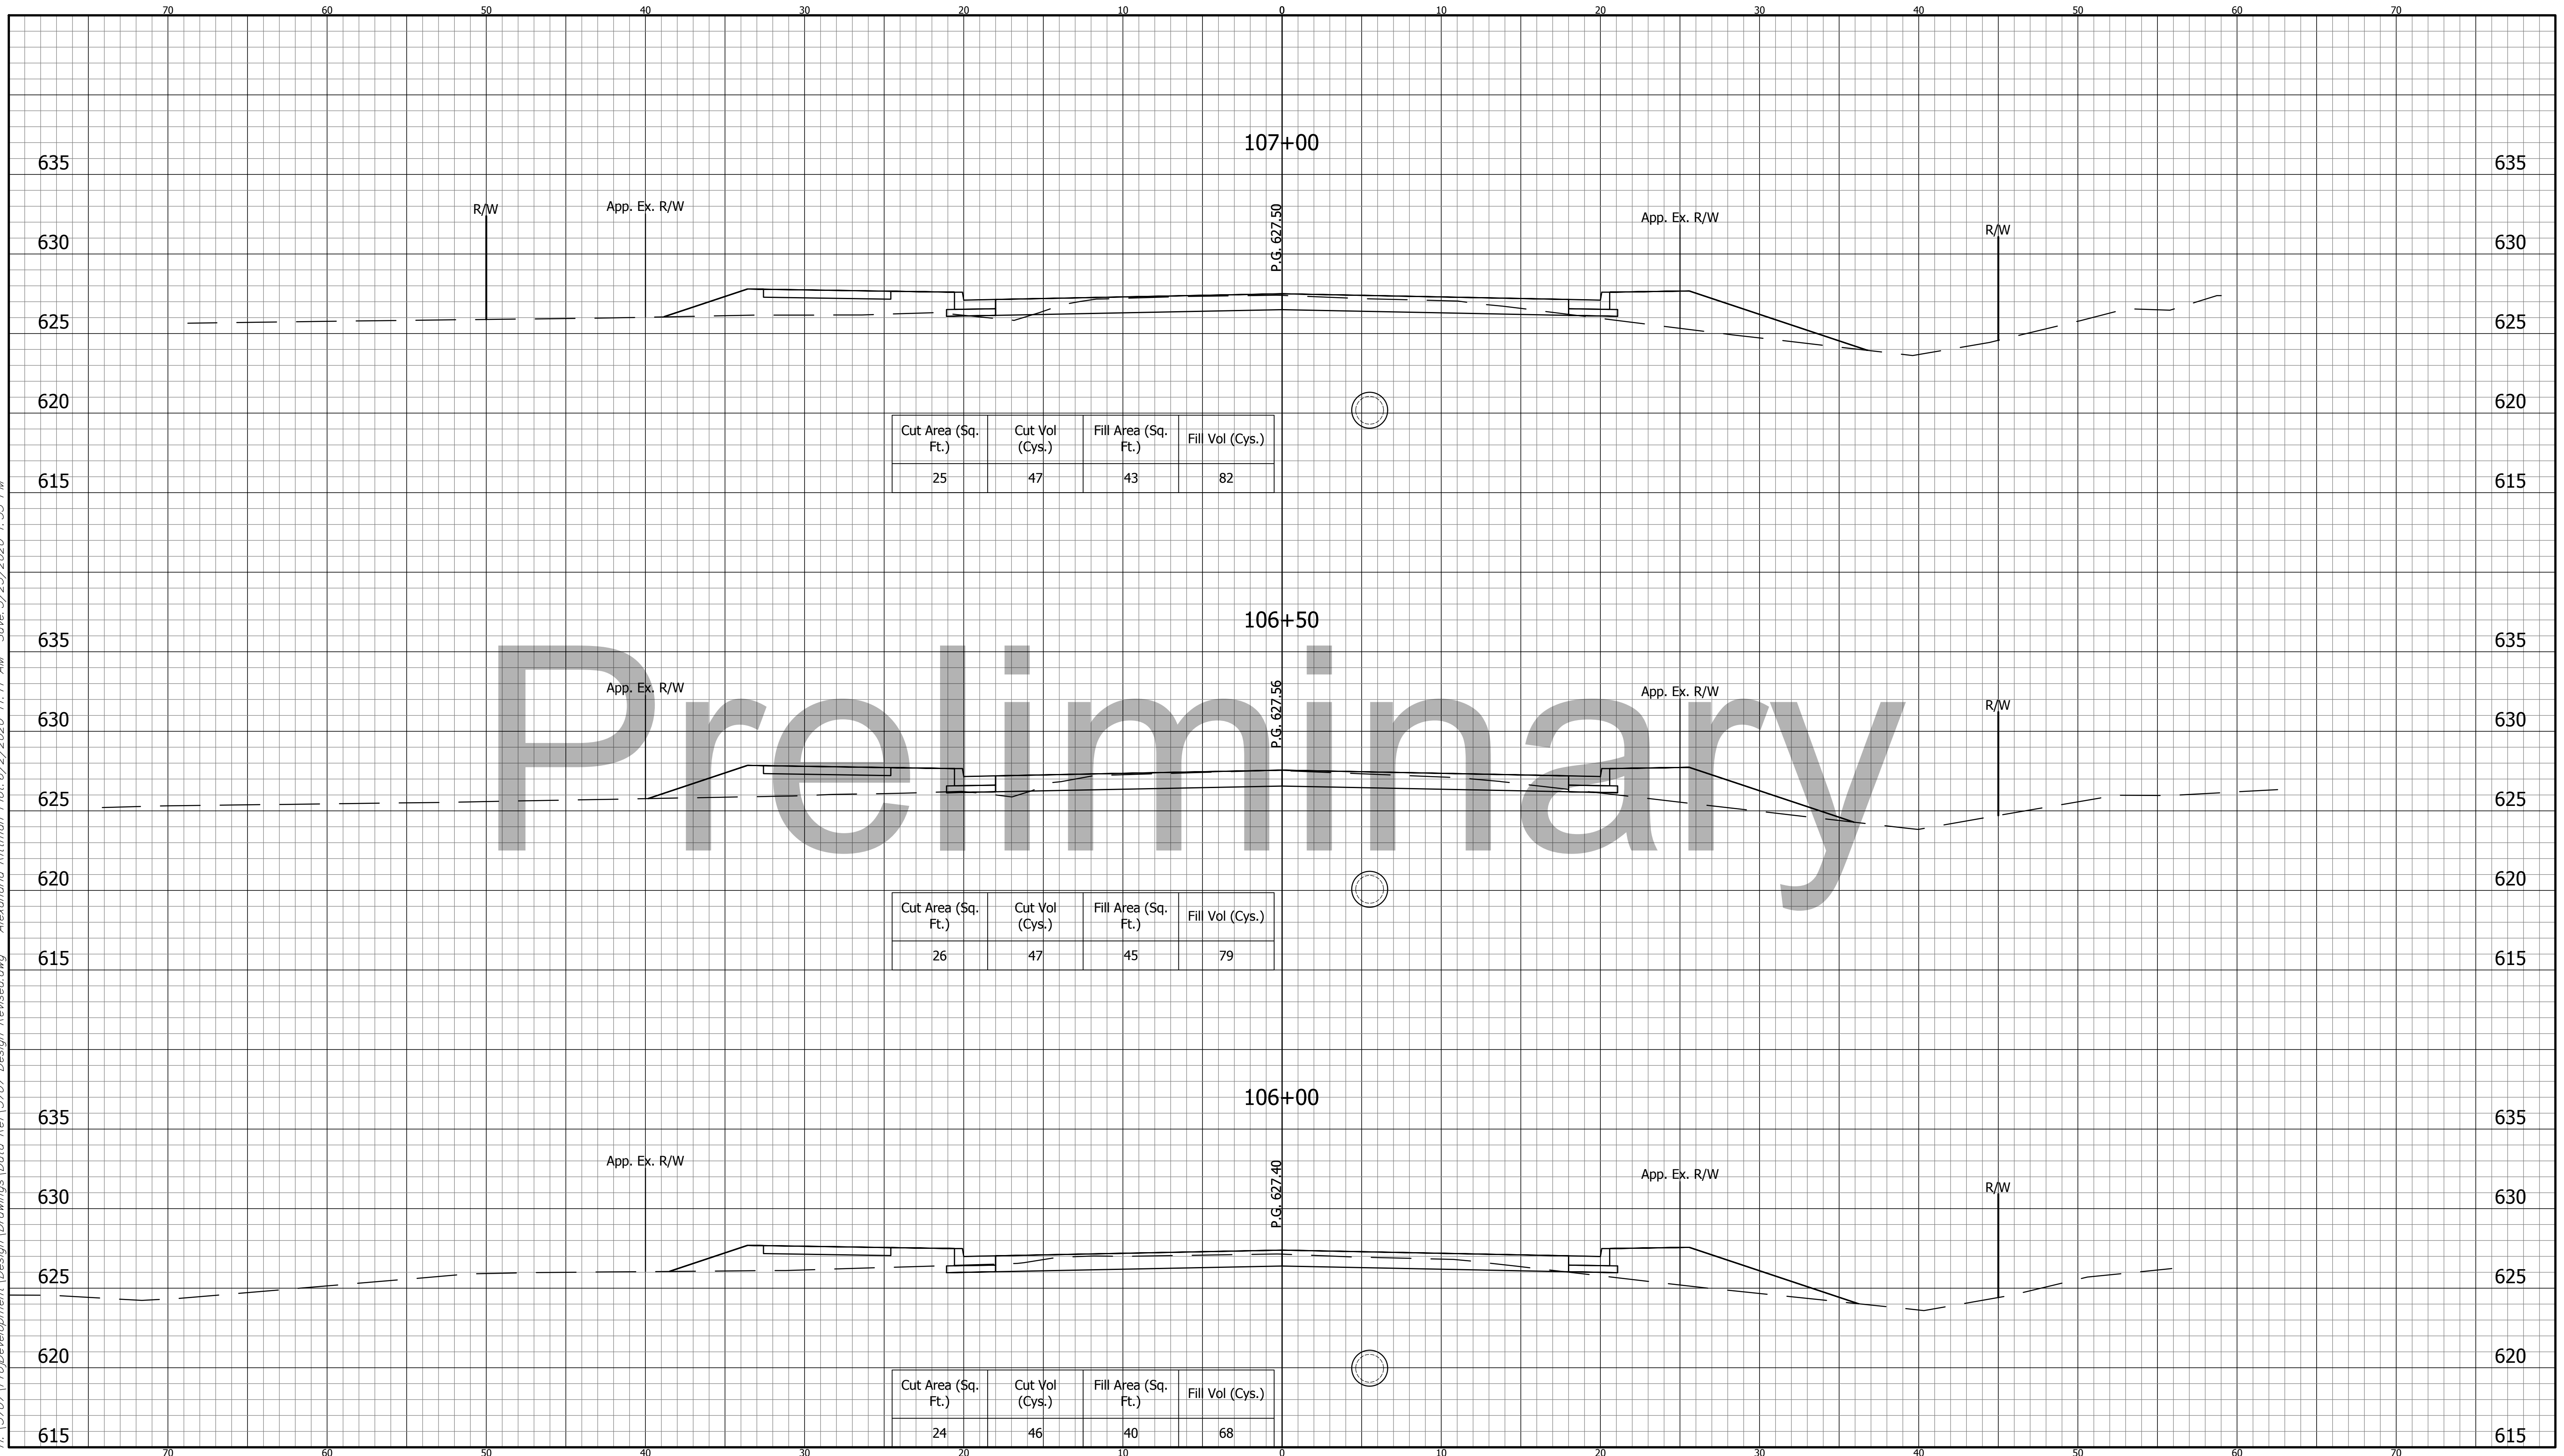 70 60 50 40 30 20 10 0 10 20 30 40 50 60 70
107+00
635 635
R/W App. Ex. R/W P.G. 627.50 App. Ex. R/W R/W
630 630
625 625
620 620
Cut Area (Sq. Ft.) Cut Vol (Cys.) Fill Area (Sq. Ft.) Fill Vol (Cys.)
25 47 43 82
615 615
106+50
635 635
App. Ex. R/W P.G. 627.56 App. Ex. R/W R/W
630 630
Preliminary
625 625
620 620
Cut Area (Sq. Ft.) Cut Vol (Cys.) Fill Area (Sq. Ft.) Fill Vol (Cys.)
26 47 45 79
615 615
106+00
635 635
App. Ex. R/W P.G. 627.40 App. Ex. R/W R/W
630 630
625 625
620 620
Cut Area (Sq. Ft.) Cut Vol (Cys.) Fill Area (Sq. Ft.) Fill Vol (Cys.)
24 46 40 68
615 615
70 60 50 40 30 20 10 0 10 20 30 40 50 60 70